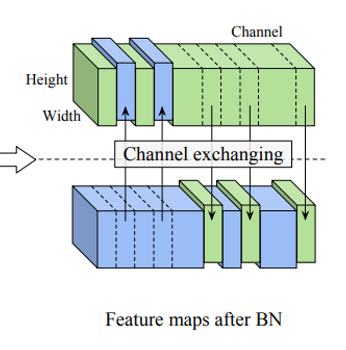 Channel
Height
Width
Channel exchanging
Feature maps after BN